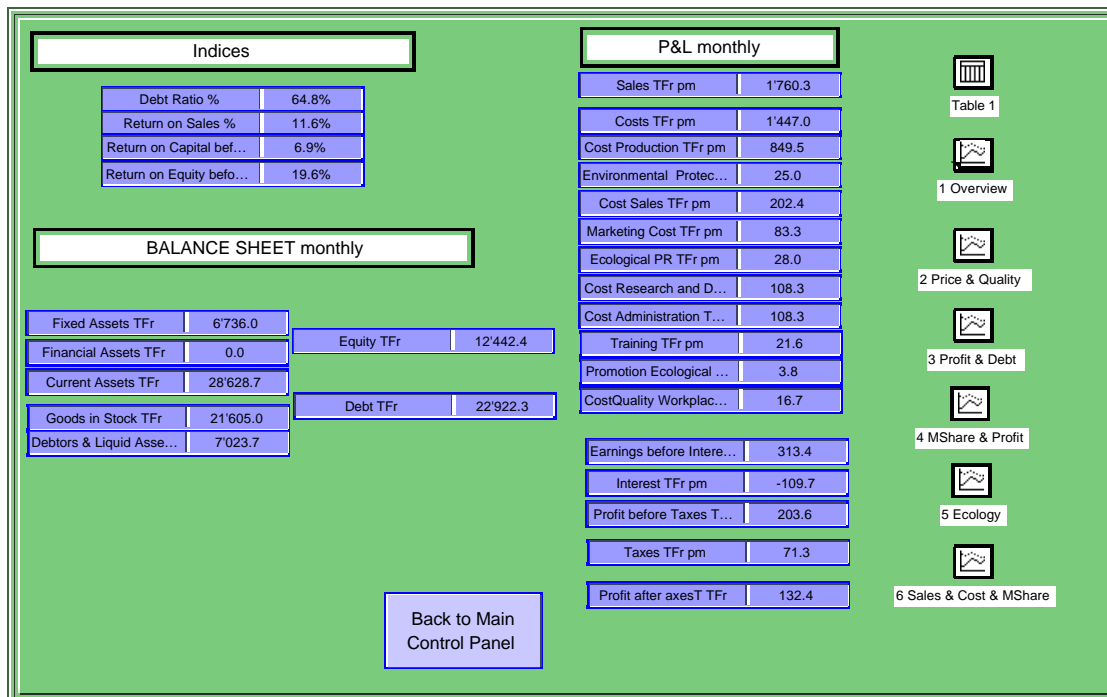 Indices
Debt Ratio % 64.8%
Return on Sales % 11.6%
Return on Capital bef... 6.9%
Return on Equity befo... 19.6%
BALANCE SHEET monthly
Fixed Assets TFr 6'736.0
Financial Assets TFr 0.0
Current Assets TFr 28'628.7
Goods in Stock TFr 21'605.0
Debtors & Liquid Asse... 7'023.7
Equity TFr 12'442.4
Debt TFr 22'922.3
Back to Main
Control Panel
P&L monthly
Sales TFr pm 1'760.3
Costs TFr pm 1'447.0
Cost Production TFr pm 849.5
Environmental Protec... 25.0
Cost Sales TFr pm 202.4
Marketing Cost TFr pm 83.3
Ecological PR TFr pm 28.0
Cost Research and D... 108.3
Cost Administration T... 108.3
Training TFr pm 21.6
Promotion Ecological ... 3.8
CostQuality Workplac... 16.7
Earnings before Intere... 313.4
Interest TFr pm -109.7
Profit before Taxes T... 203.6
Taxes TFr pm 71.3
Profit after axesT TFr 132.4
Table 1
1 Overview
2 Price & Quality
3 Profit & Debt
4 MShare & Profit
5 Ecology
6 Sales & Cost & MShare